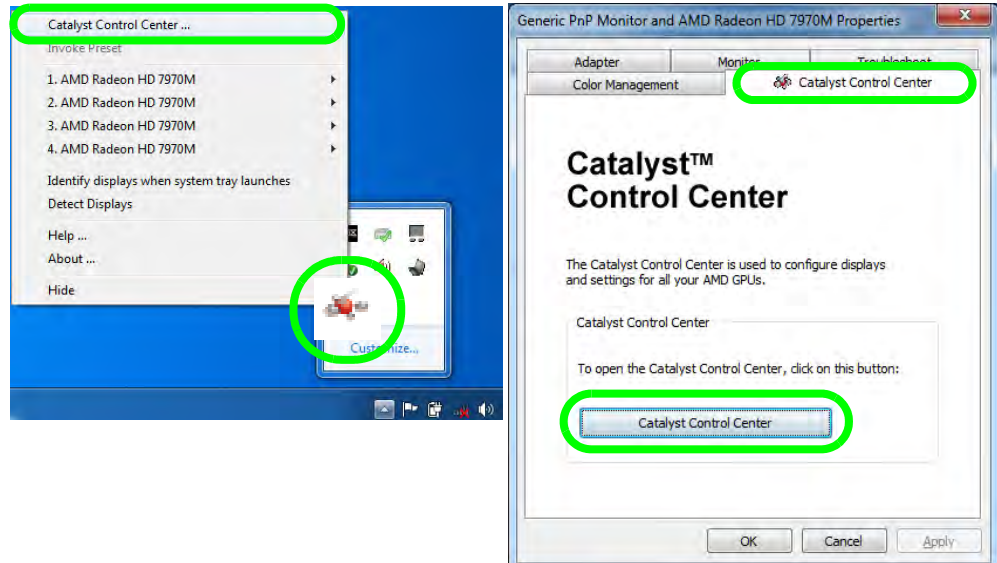 Catalyst Control Center ...
Invoke Preset
1. AMD Radeon HD 7970M
2. AMD Radeon HD 7970M
3. AMD Radeon HD 7970M
4. AMD Radeon HD 7970M
Identify displays when system tray launches
Detect Displays
Help ...
About ...
Hide
Customize...
Generic PnP Monitor and AMD Radeon HD 7970M Properties
Adapter
Monitor
Troubleshoot
Color Management
Catalyst Control Center
Catalyst™
Control Center
The Catalyst Control Center is used to configure displays
and settings for all your AMD GPUs.
Catalyst Control Center
To open the Catalyst Control Center, click on this button:
Catalyst Control Center
OK
Cancel
Apply